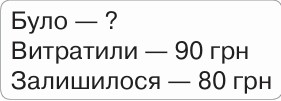 Було — ?
Витратили — 90 грн
Залишилося — 80 грн